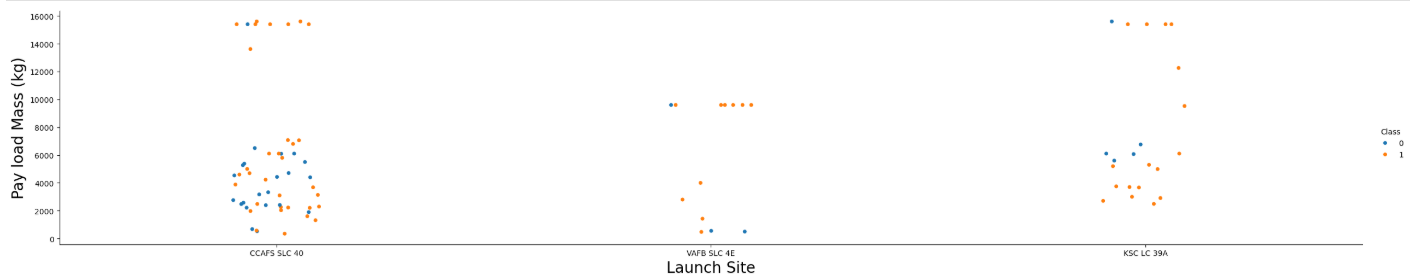 Pay load Mass (kg)
16000
14000
12000
10000
8000
6000
4000
2000
0
CCAFS SLC 40
VAFB SLC 4E
KSC LC 39A
Launch Site
Class
0
1